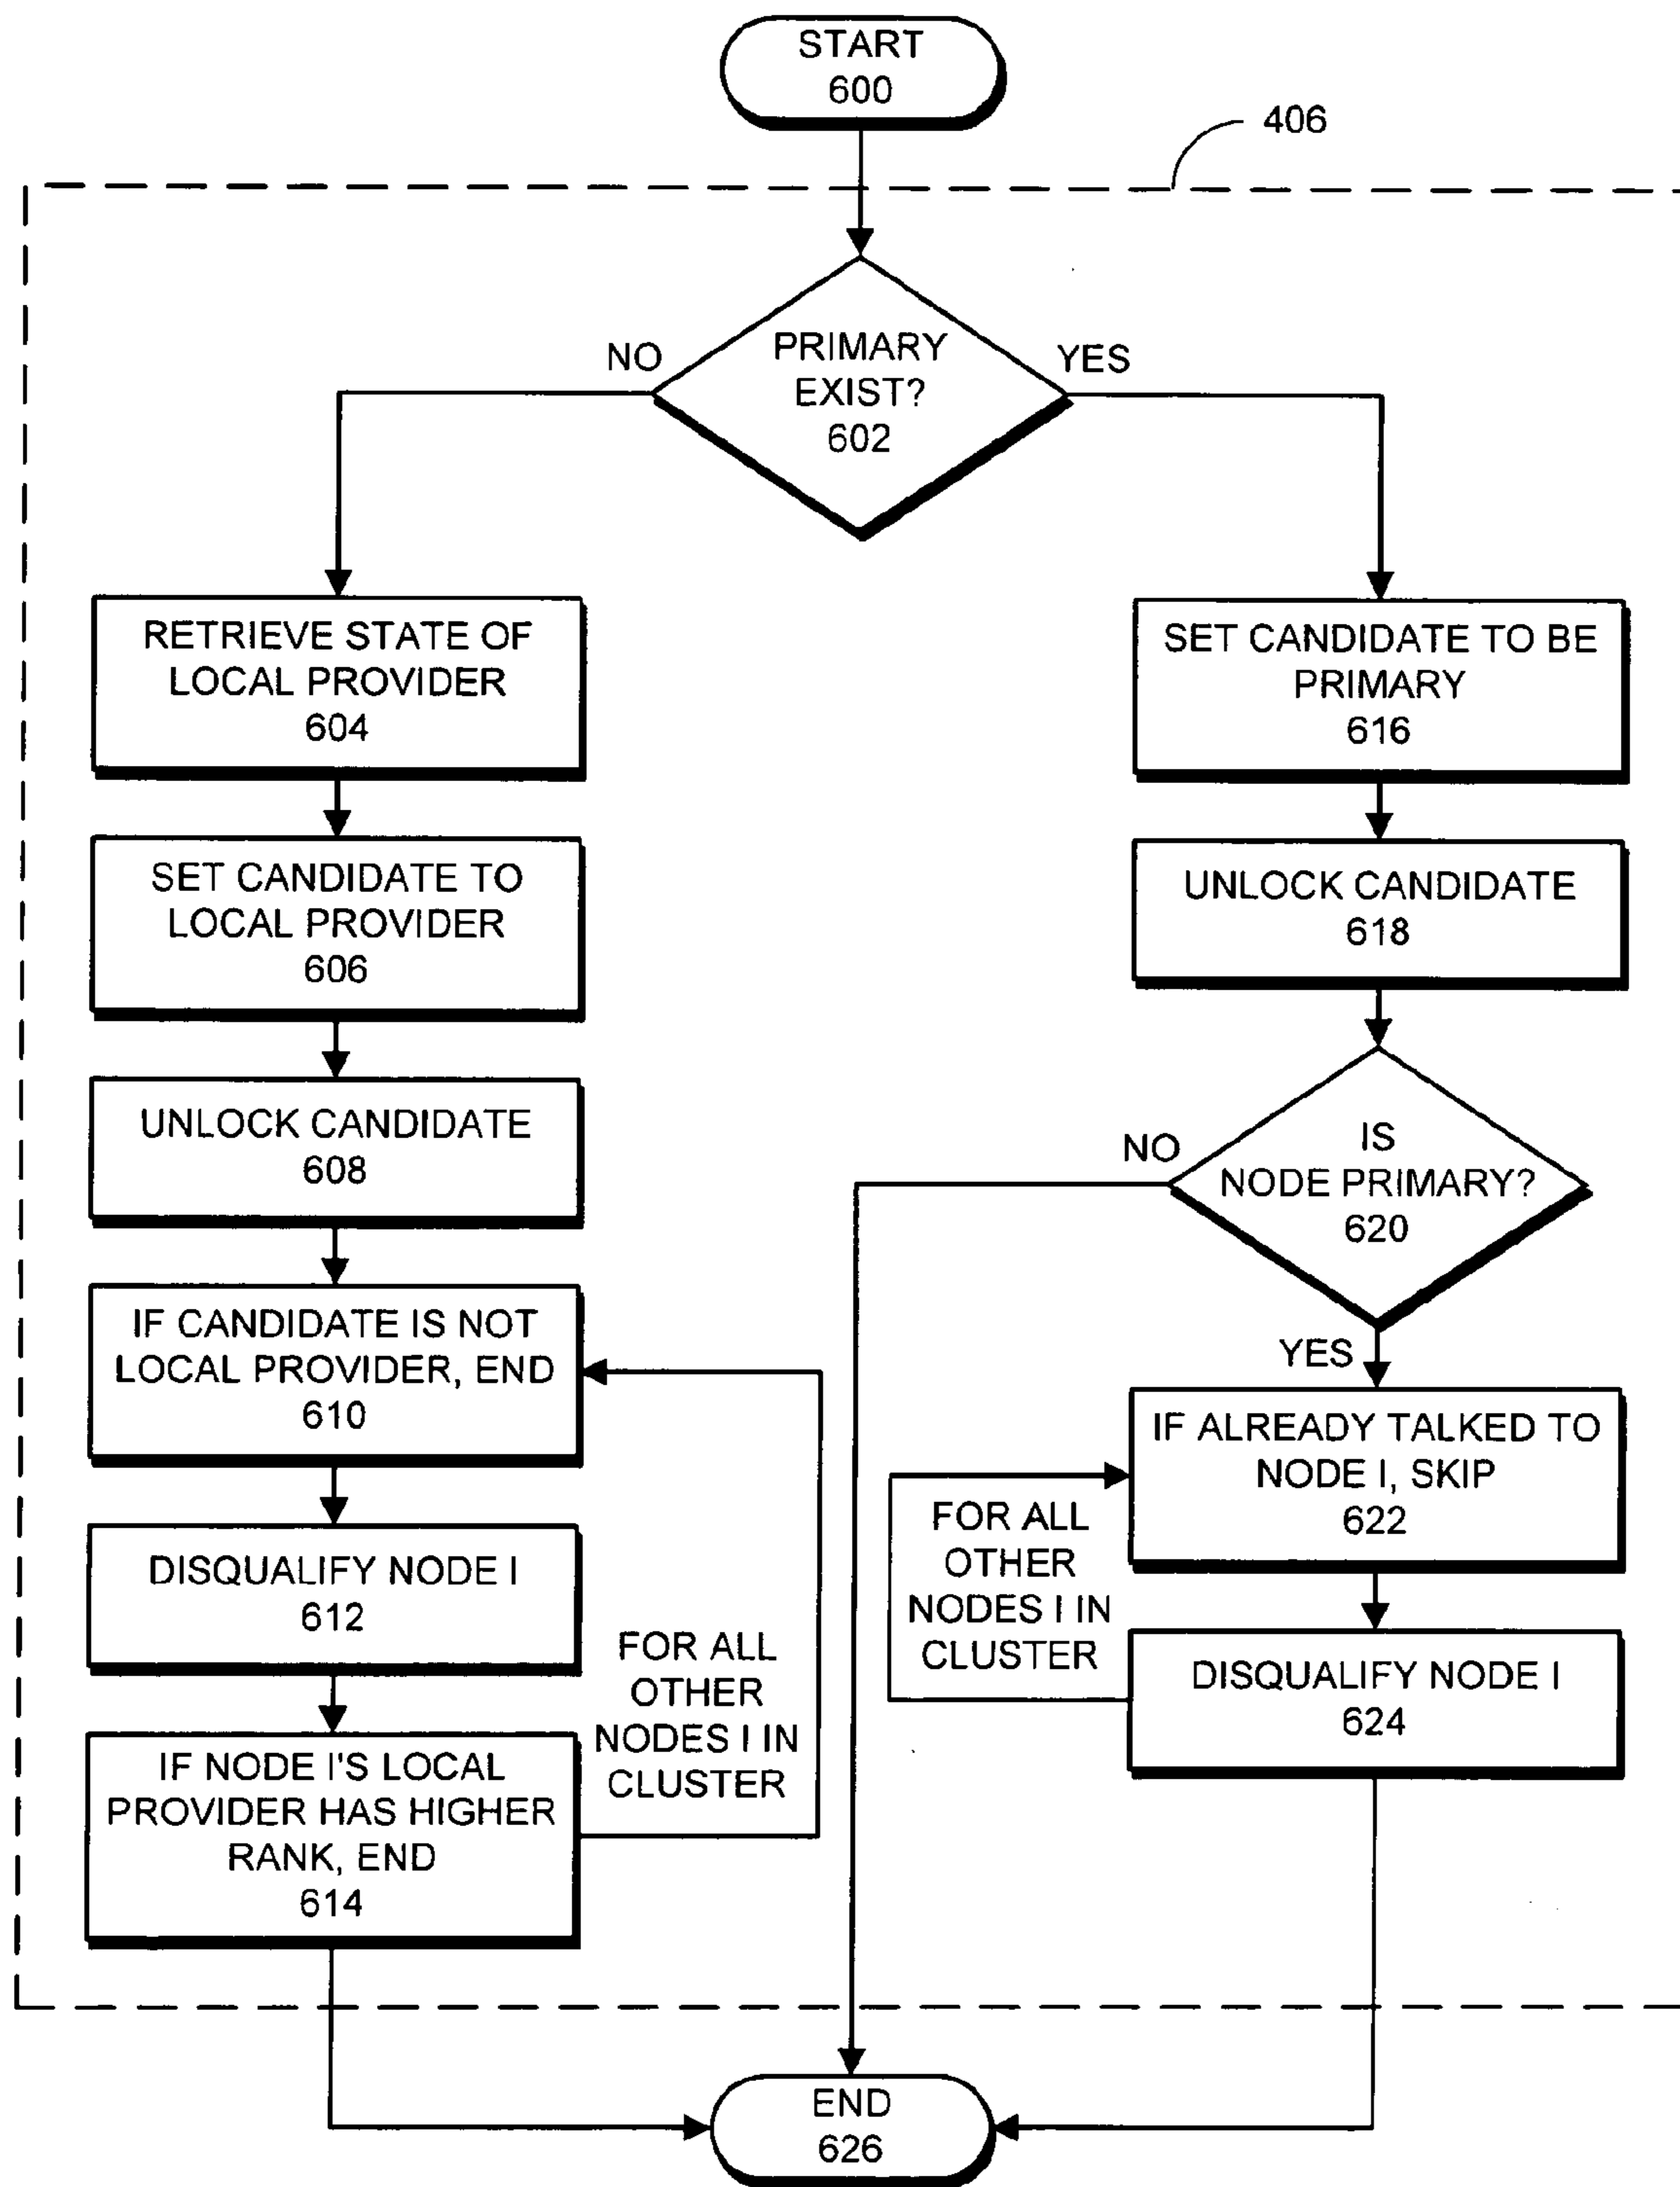 START
600
406
PRIMARY
EXIST?
602
NO
YES
RETRIEVE STATE OF
LOCAL PROVIDER
604
SET CANDIDATE TO
LOCAL PROVIDER
606
UNLOCK CANDIDATE
608
IF CANDIDATE IS NOT
LOCAL PROVIDER, END
610
DISQUALIFY NODE I
612
IF NODE I'S LOCAL
PROVIDER HAS HIGHER
RANK, END
614
FOR ALL
OTHER
NODES I IN
CLUSTER
SET CANDIDATE TO BE
PRIMARY
616
UNLOCK CANDIDATE
618
IS
NODE PRIMARY?
620
NO
YES
IF ALREADY TALKED TO
NODE I, SKIP
622
FOR ALL
OTHER
NODES I IN
CLUSTER
DISQUALIFY NODE I
624
END
626